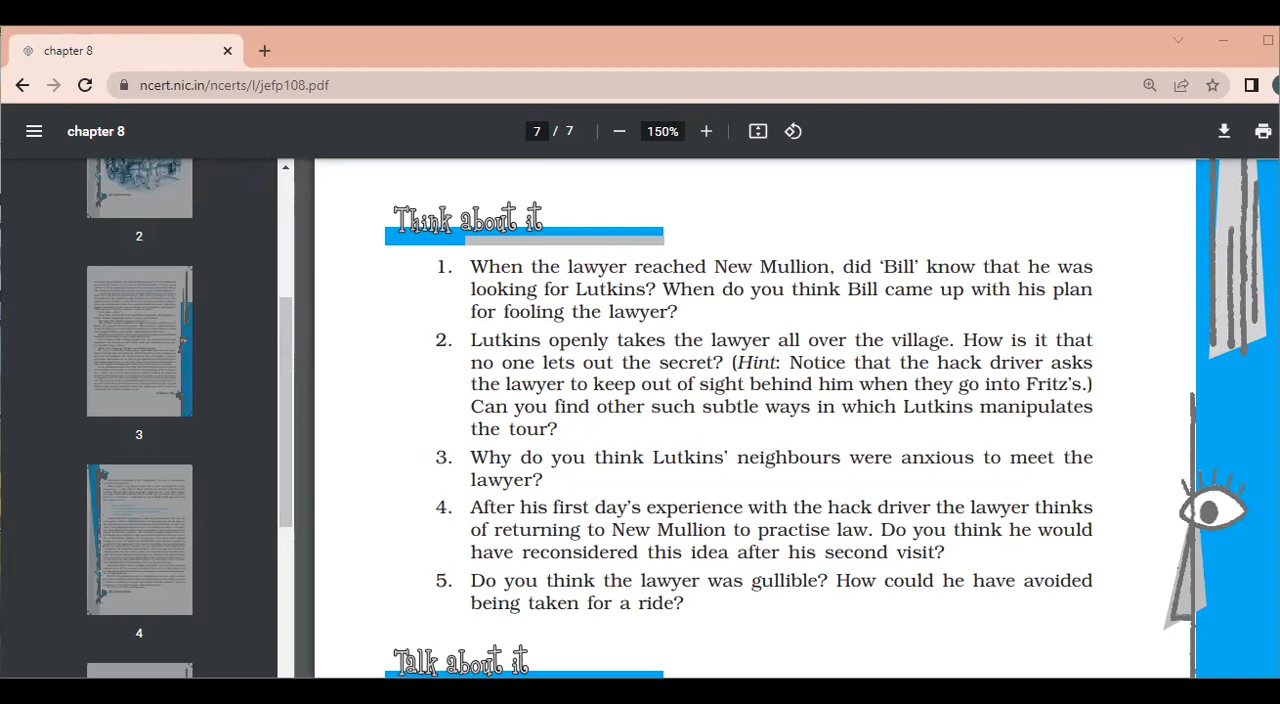 chapter 8
ncert.nic.in/ncerts/l/jefp108.pdf
chapter 8
7 / 7
150%
2
3
4
Think about it
1. When the lawyer reached New Mullion, did ‘Bill’ know that he was
looking for Lutkins? When do you think Bill came up with his plan
for fooling the lawyer?
2. Lutkins openly takes the lawyer all over the village. How is it that
no one lets out the secret? (Hint: Notice that the hack driver asks
the lawyer to keep out of sight behind him when they go into Fritz’s.)
Can you find other such subtle ways in which Lutkins manipulates
the tour?
3. Why do you think Lutkins’ neighbours were anxious to meet the
lawyer?
4. After his first day’s experience with the hack driver the lawyer thinks
of returning to New Mullion to practise law. Do you think he would
have reconsidered this idea after his second visit?
5. Do you think the lawyer was gullible? How could he have avoided
being taken for a ride?
Talk about it